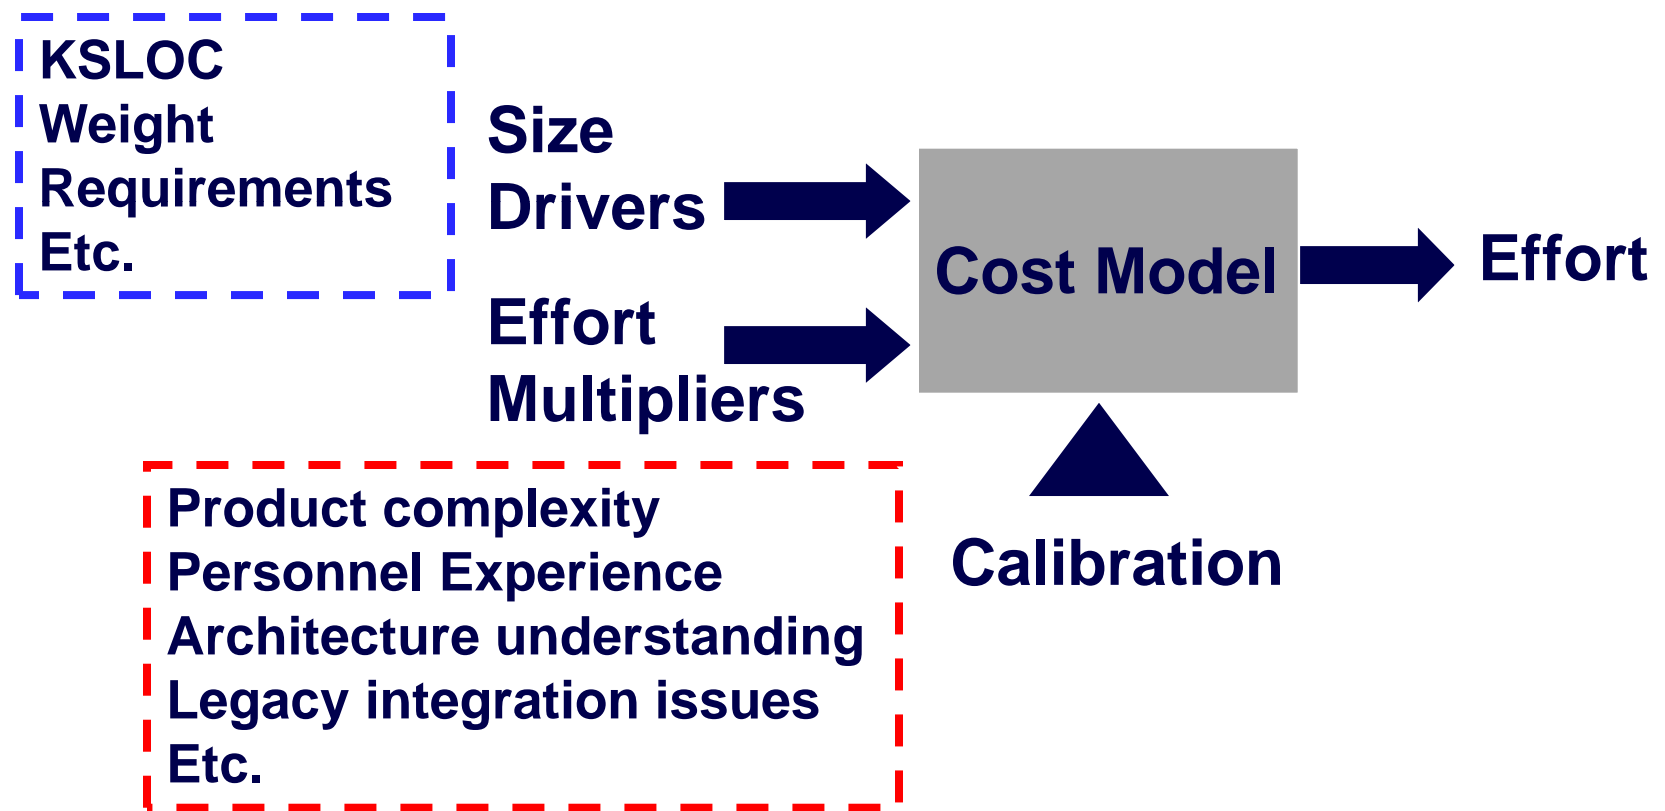 KSLOC
Weight
Requirements
Etc.
Size
Drivers
Effort
Multipliers
Cost Model
Effort
Product complexity
Personnel Experience
Architecture understanding
Legacy integration issues
Etc.
Calibration